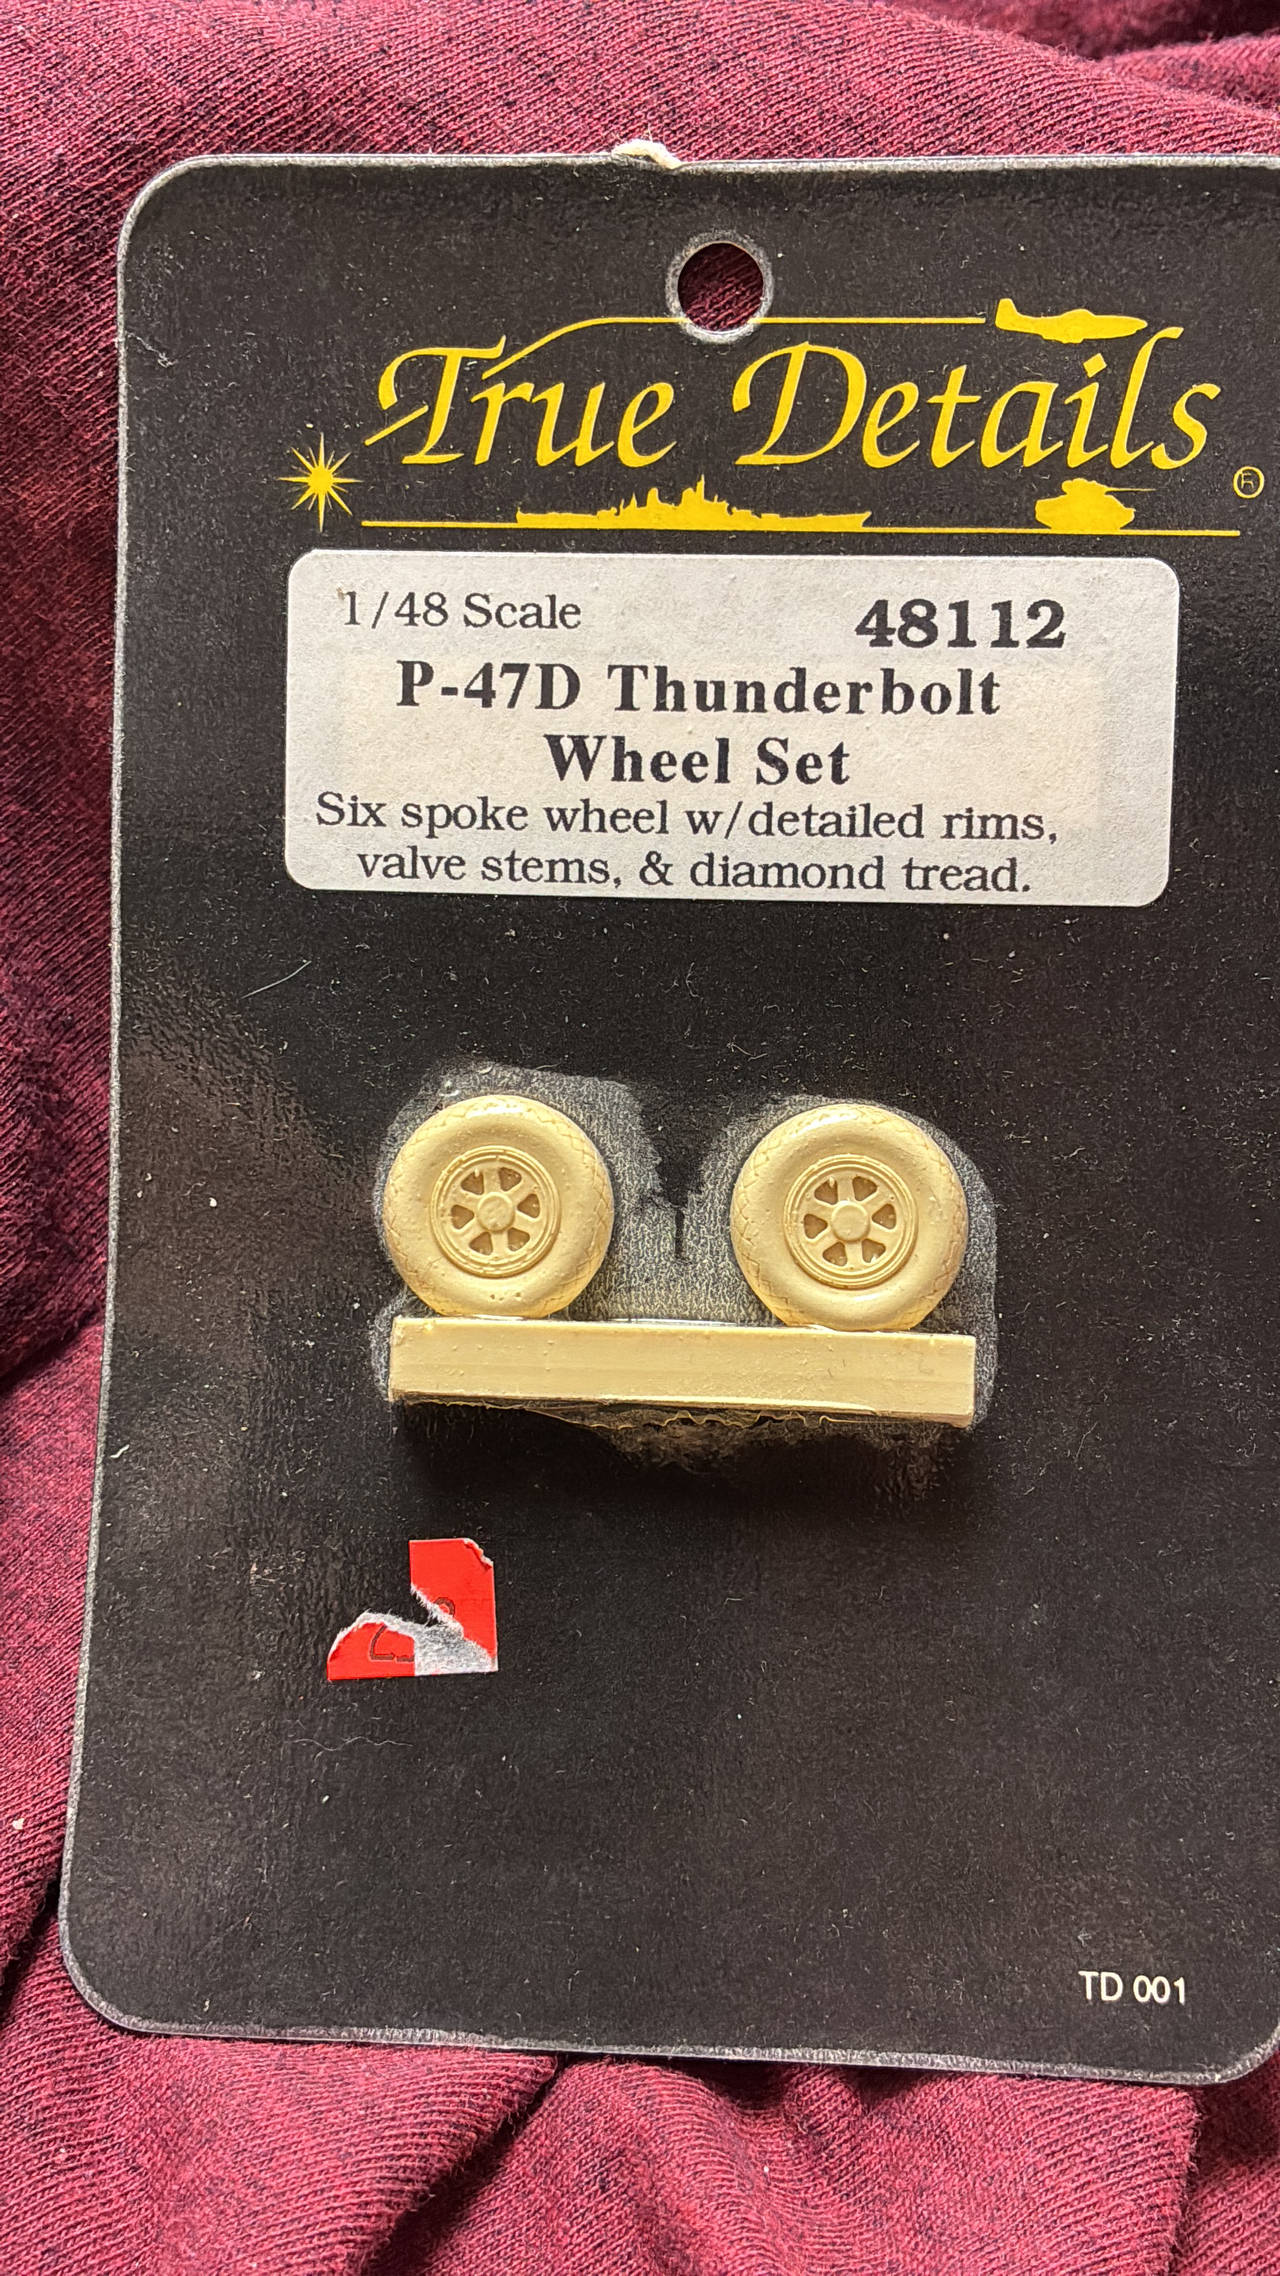 True Details ®
1/48 Scale 48112
P-47D Thunderbolt
Wheel Set
Six spoke wheel w/detailed rims,
valve stems, & diamond tread.
TD 001